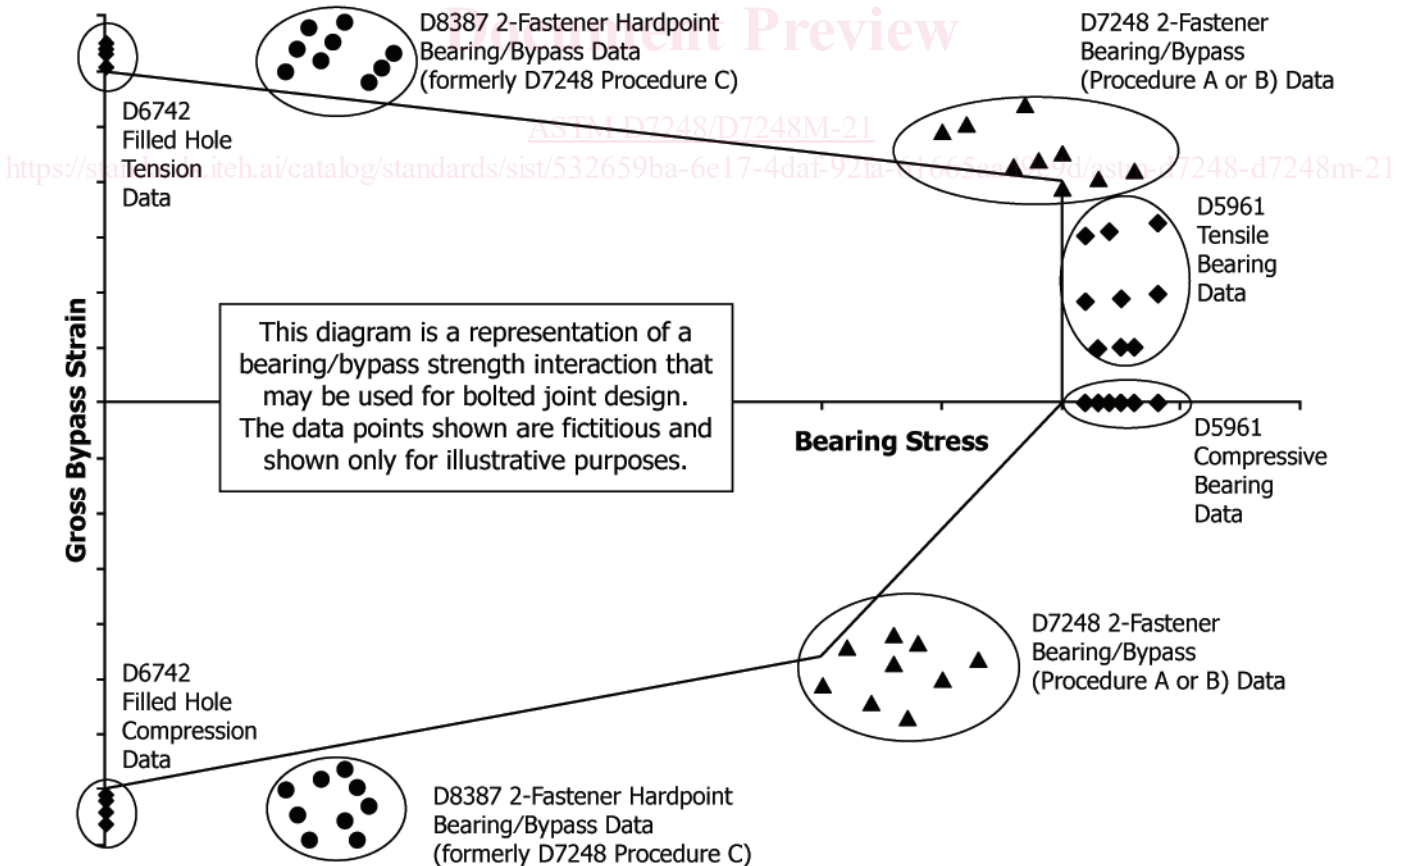 Document Preview
D8387 2-Fastener Hardpoint
Bearing/Bypass Data
(formerly D7248 Procedure C)
D7248 2-Fastener
Bearing/Bypass
(Procedure A or B) Data
D6742
Filled Hole
Tension
Data
ASTM D7248/D7248M-21
D5961
Tensile
Bearing
Data
Gross Bypass Strain
This diagram is a representation of a
bearing/bypass strength interaction that
may be used for bolted joint design.
The data points shown are fictitious and
shown only for illustrative purposes.
Bearing Stress
D5961
Compressive
Bearing
Data
D7248 2-Fastener
Bearing/Bypass
(Procedure A or B) Data
D6742
Filled Hole
Compression
Data
D8387 2-Fastener Hardpoint
Bearing/Bypass Data
(formerly D7248 Procedure C)